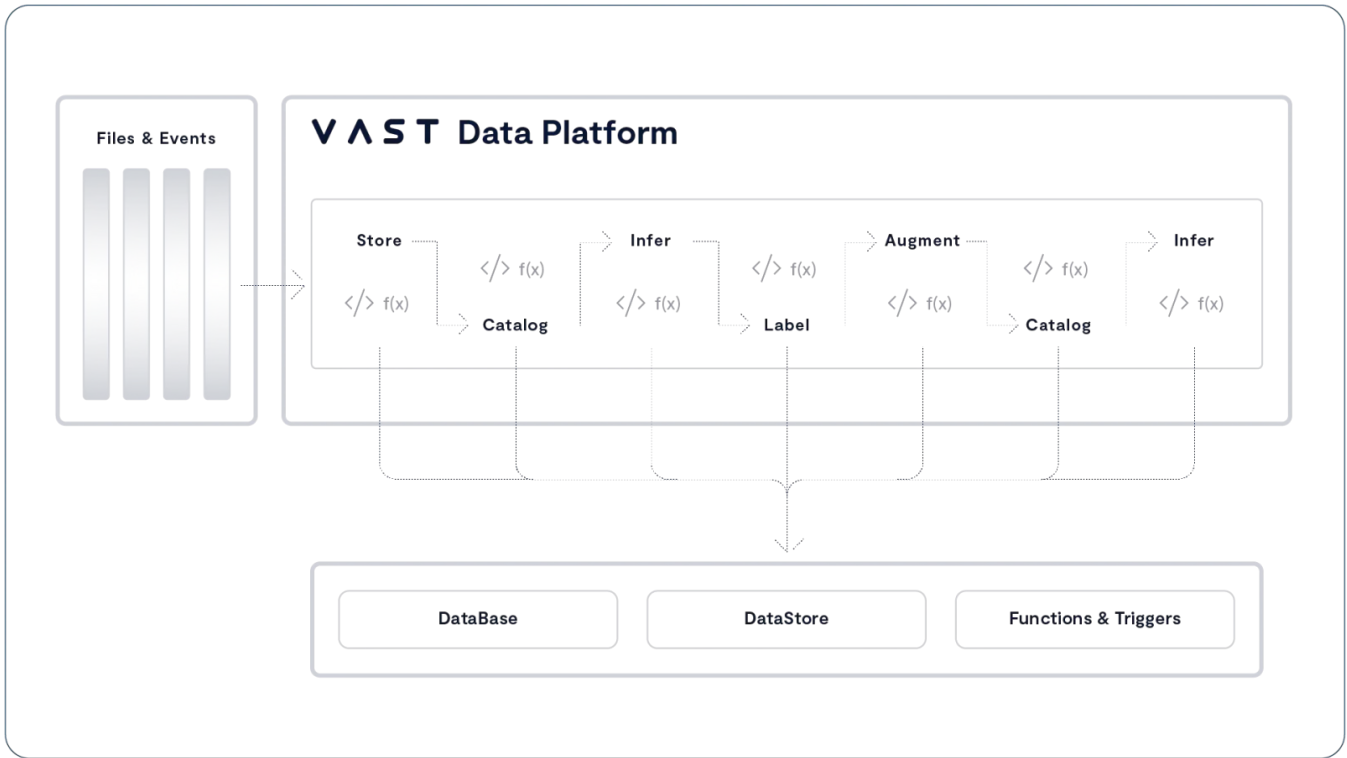 Files & Events
VAST Data Platform
Store </> f(x) Infer </> f(x) Augment </> f(x) Infer
</> f(x) Catalog </> f(x) Label </> f(x) Catalog </> f(x)
DataBase DataStore Functions & Triggers